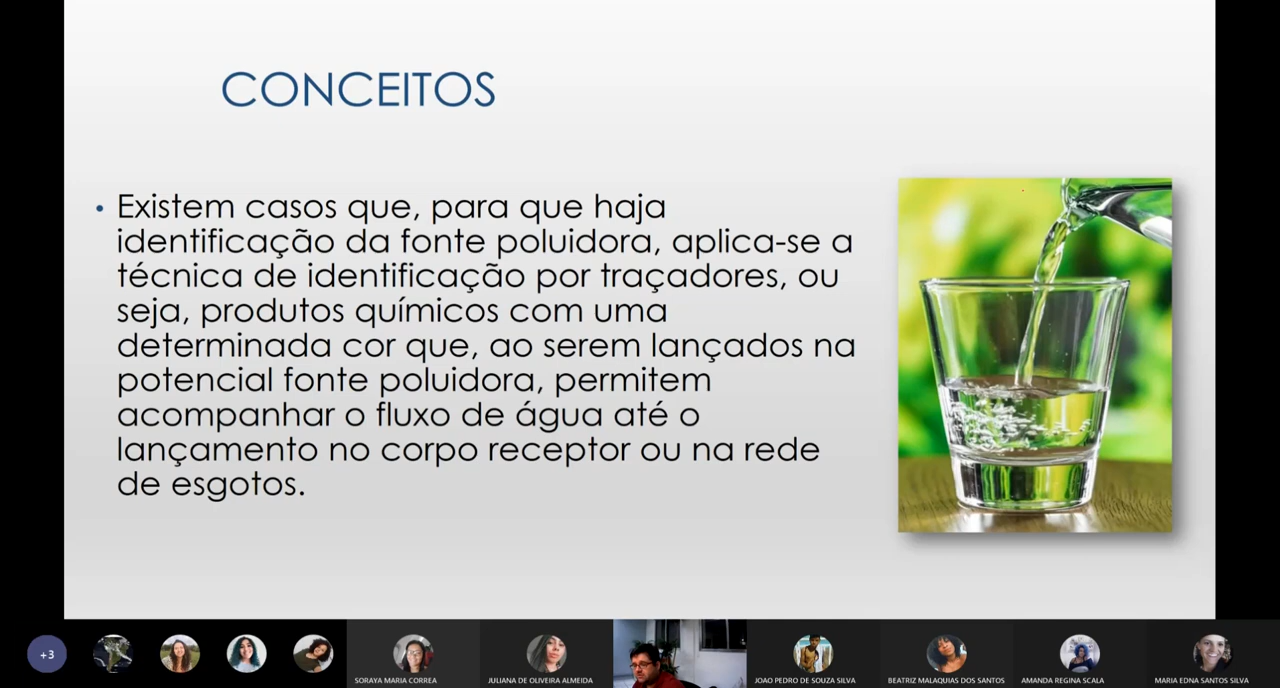 CONCEITOS
• Existem casos que, para que haja
identificação da fonte poluidora, aplica-se a
técnica de identificação por traçadores, ou
seja, produtos químicos com uma
determinada cor que, ao serem lançados na
potencial fonte poluidora, permitem
acompanhar o fluxo de água até o
lançamento no corpo receptor ou na rede
de esgotos.
+3
SORAYA MARIA CORREA
JULIANA DE OLIVEIRA ALMEIDA
JOAO PEDRO DE SOUZA SILVA
BEATRIZ MALAQUIAS DOS SANTOS
AMANDA REGINA SCALA
MARIA EDNA SANTOS SILVA